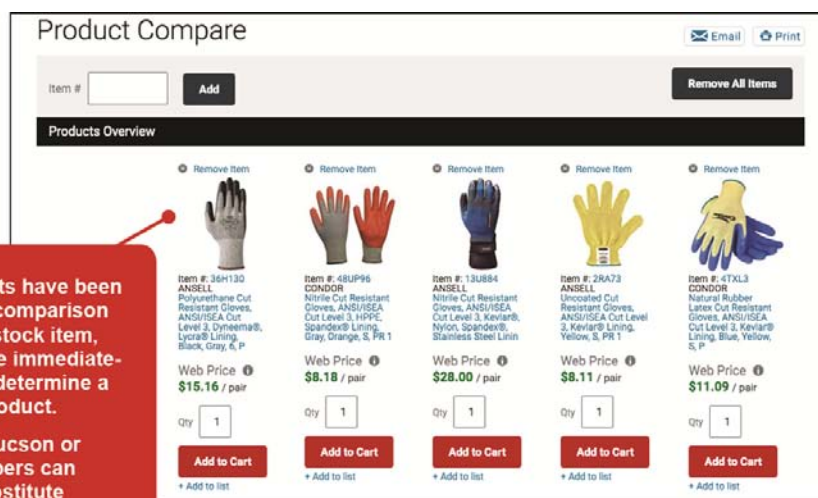 Product Compare
Email
Print
Item #
Add
Remove All Items
Products Overview
Remove Item
Item #: 36H130
ANSELL
Polyurethane Cut
Resistant Gloves,
ANSI/ISEA Cut
Level 3, Dyneema®,
Lycra® Lining,
Black, Gray, 6, P
Web Price
$15.16 / pair
Qty 1
Add to Cart
+ Add to list
Remove Item
Item #: 48UP96
CONDOR
Nitrile Cut Resistant
Gloves, ANSI/ISEA
Cut Level 3, HPPE,
Spandex® Lining,
Gray, Orange, S, PR 1
Web Price
$8.18 / pair
Qty 1
Add to Cart
+ Add to list
Remove Item
Item #: 13U884
ANSELL
Nitrile Cut Resistant
Gloves, ANSI/ISEA
Cut Level 3, Kevlar®,
Nylon, Spandex®,
Stainless Steel Linin
Web Price
$28.00 / pair
Qty 1
Add to Cart
+ Add to list
Remove Item
Item #: 2RA73
ANSELL
Uncoated Cut
Resistant Gloves,
ANSI/ISEA Cut Level
3, Kevlar® Lining,
Yellow, S, PR 1
Web Price
$8.11 / pair
Qty 1
Add to Cart
+ Add to list
Remove Item
Item #: 4TXL3
CONDOR
Natural Rubber
Latex Cut Resistant
Gloves, ANSI/ISEA
Cut Level 3, Kevlar®
Lining, Blue, Yellow,
S, P
Web Price
$11.09 / pair
Qty 1
Add to Cart
+ Add to list
ts have been
comparison
stock item,
e immediate-
determine a
oduct.
ucson or
pers can
stitute